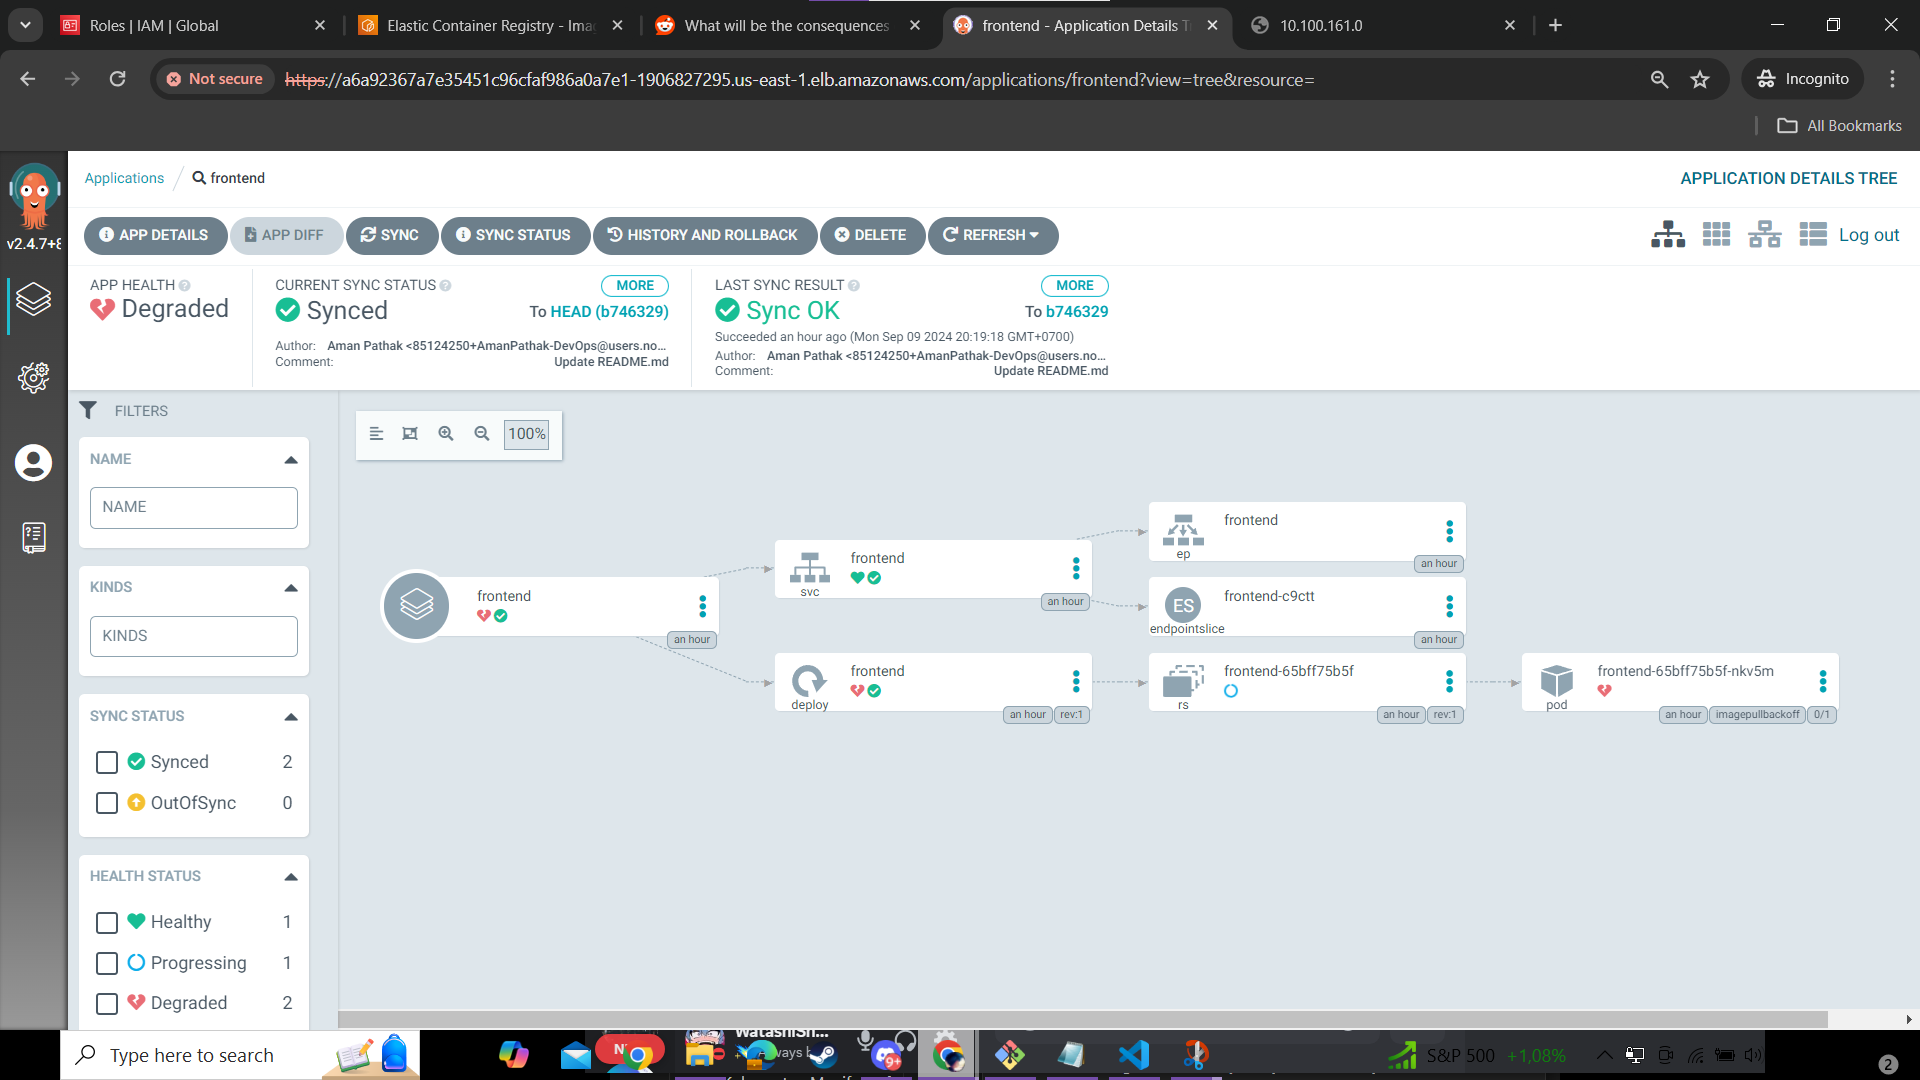 Roles | IAM | Global
Elastic Container Registry - Ima
What will be the consequences
frontend - Application Details T
10.100.161.0
Not secure
https://a6a92367a7e35451c96cfaf986a0a7e1-1906827295.us-east-1.elb.amazonaws.com/applications/frontend?view=tree&resource=
Incognito
All Bookmarks
v2.4.7+8
Applications
frontend
APPLICATION DETAILS TREE
APP DETAILS
APP DIFF
SYNC
SYNC STATUS
HISTORY AND ROLLBACK
DELETE
REFRESH
Log out
APP HEALTH
Degraded
CURRENT SYNC STATUS
MORE
Synced
To HEAD (b746329)
Author: Aman Pathak <85124250+AmanPathak-DevOps@users.no...
Comment: Update README.md
LAST SYNC RESULT
MORE
Sync OK
To b746329
Succeeded an hour ago (Mon Sep 09 2024 20:19:18 GMT+0700)
Author: Aman Pathak <85124250+AmanPathak-DevOps@users.no...
Comment: Update README.md
FILTERS
NAME
NAME
KINDS
KINDS
SYNC STATUS
Synced 2
OutOfSync 0
HEALTH STATUS
Healthy 1
Progressing 1
Degraded 2
100%
frontend
an hour
svc
frontend
an hour
ep
frontend
an hour
ES
endpointslice
frontend-c9ctt
an hour
deploy
frontend
an hour
rev:1
rs
frontend-65bff75b5f
an hour
rev:1
pod
frontend-65bff75b5f-nkv5m
an hour
imagepullbackoff
0/1
Type here to search
9+
S&P 500 +1,08%
2